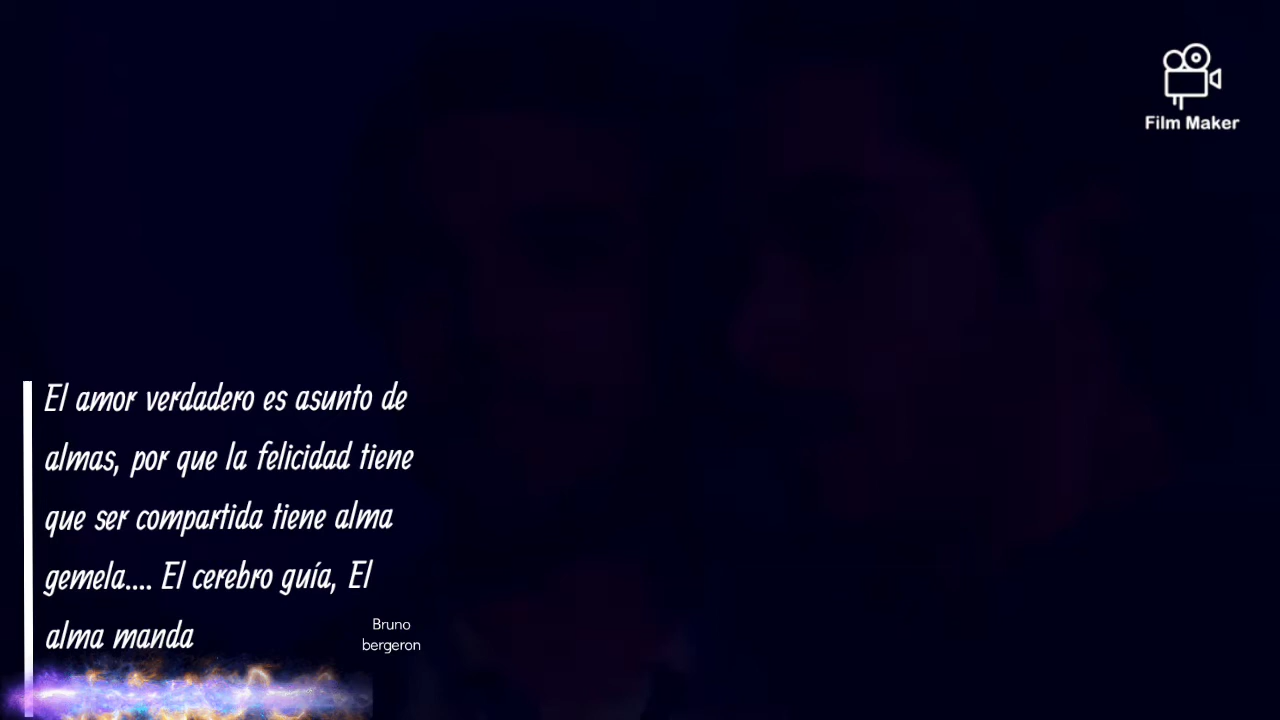 Film Maker
El amor verdadero es asunto de
almas, por que la felicidad tiene
que ser compartida tiene alma
gemela.... El cerebro guía, El
alma manda
Bruno
bergeron